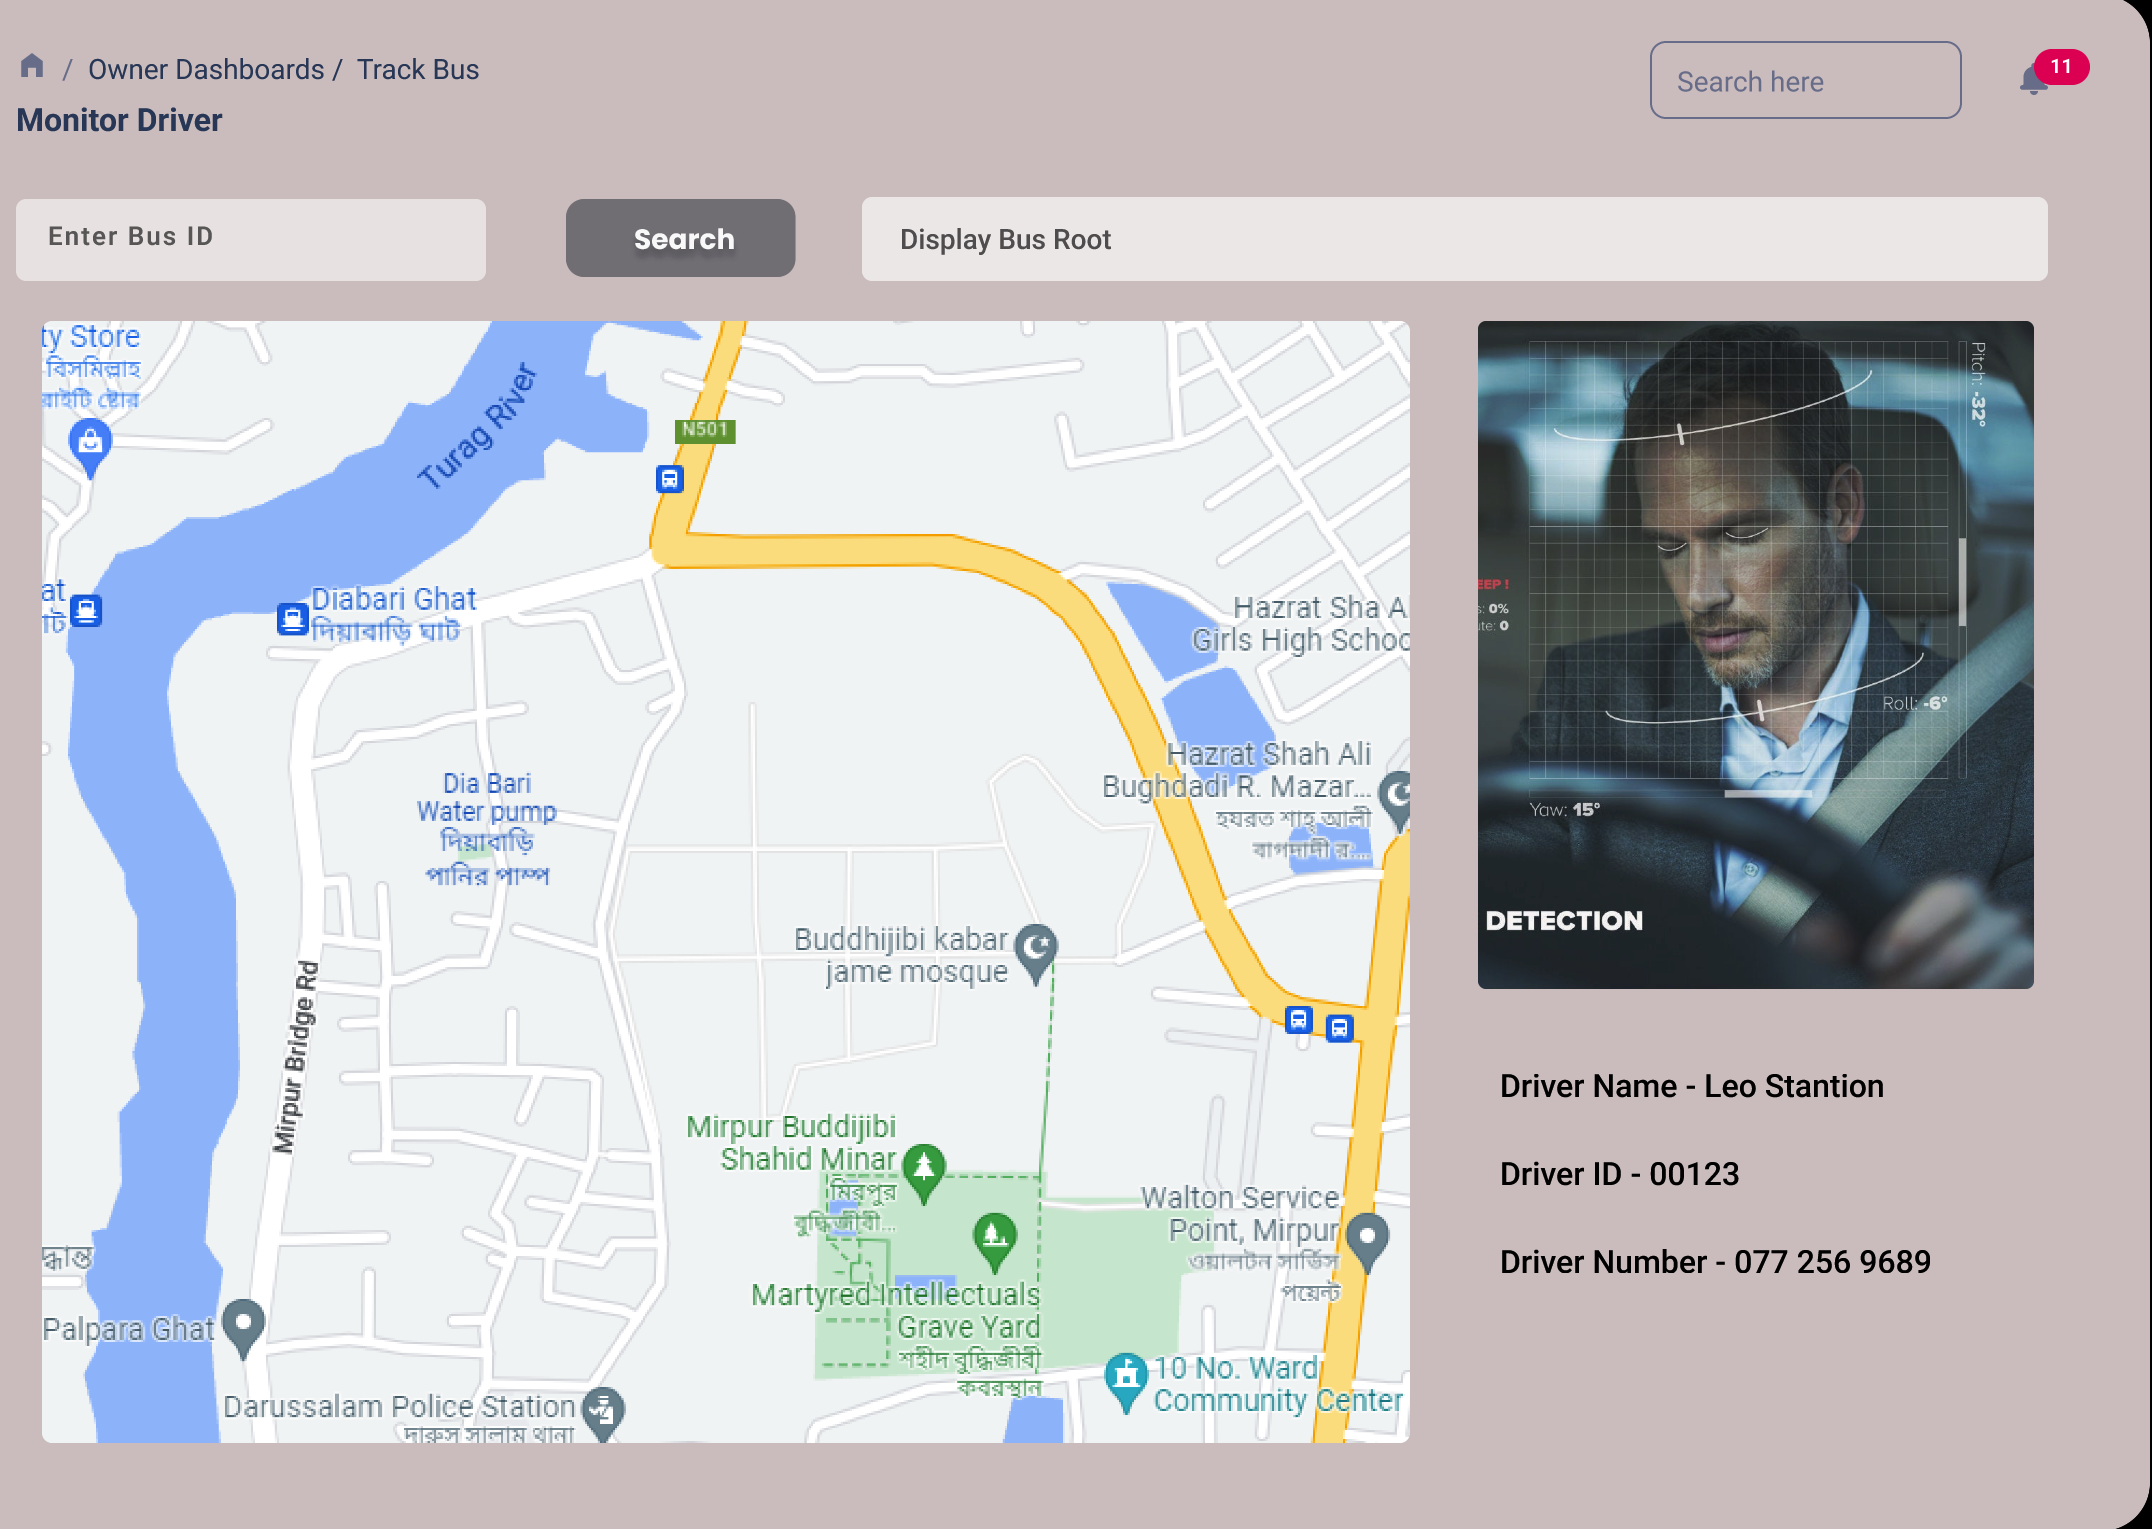 / Owner Dashboards / Track Bus
Monitor Driver
Search here
11
Enter Bus ID
Search
Display Bus Root
ty Store
বিসমিল্লাহ
রাইটি ষ্টোর
Turag River
N501
at
াট
Diabari Ghat
দিয়াবাড়ি ঘাট
Hazrat Sha A
Girls High Schoo
Hazrat Shah Ali
Bughdadi R. Mazar...
হযরত শাহ্ আলী
বাগদাদী র....
Dia Bari
Water pump
দিয়াবাড়ি
পানির পাম্প
Buddhijibi kabar
jame mosque
Mirpur Bridge Rd
Mirpur Buddijibi
Shahid Minar
মিরপুর
বুদ্ধিজীবী...
Walton Service
Point, Mirpur
ওয়ালটন সার্ভিস
পয়েন্ট
Martyred Intellectuals
Grave Yard
শহীদ বুদ্ধিজীবী
কবরস্থান
দ্ধান্ত
Palpara Ghat
10 No. Ward
Community Center
Darussalam Police Station
দারুস সালাম থানা
Pitch: -32°
EEP !
s: 0%
ute: 0
Roll: -6°
Yaw: 15°
DETECTION
Driver Name - Leo Stantion
Driver ID - 00123
Driver Number - 077 256 9689